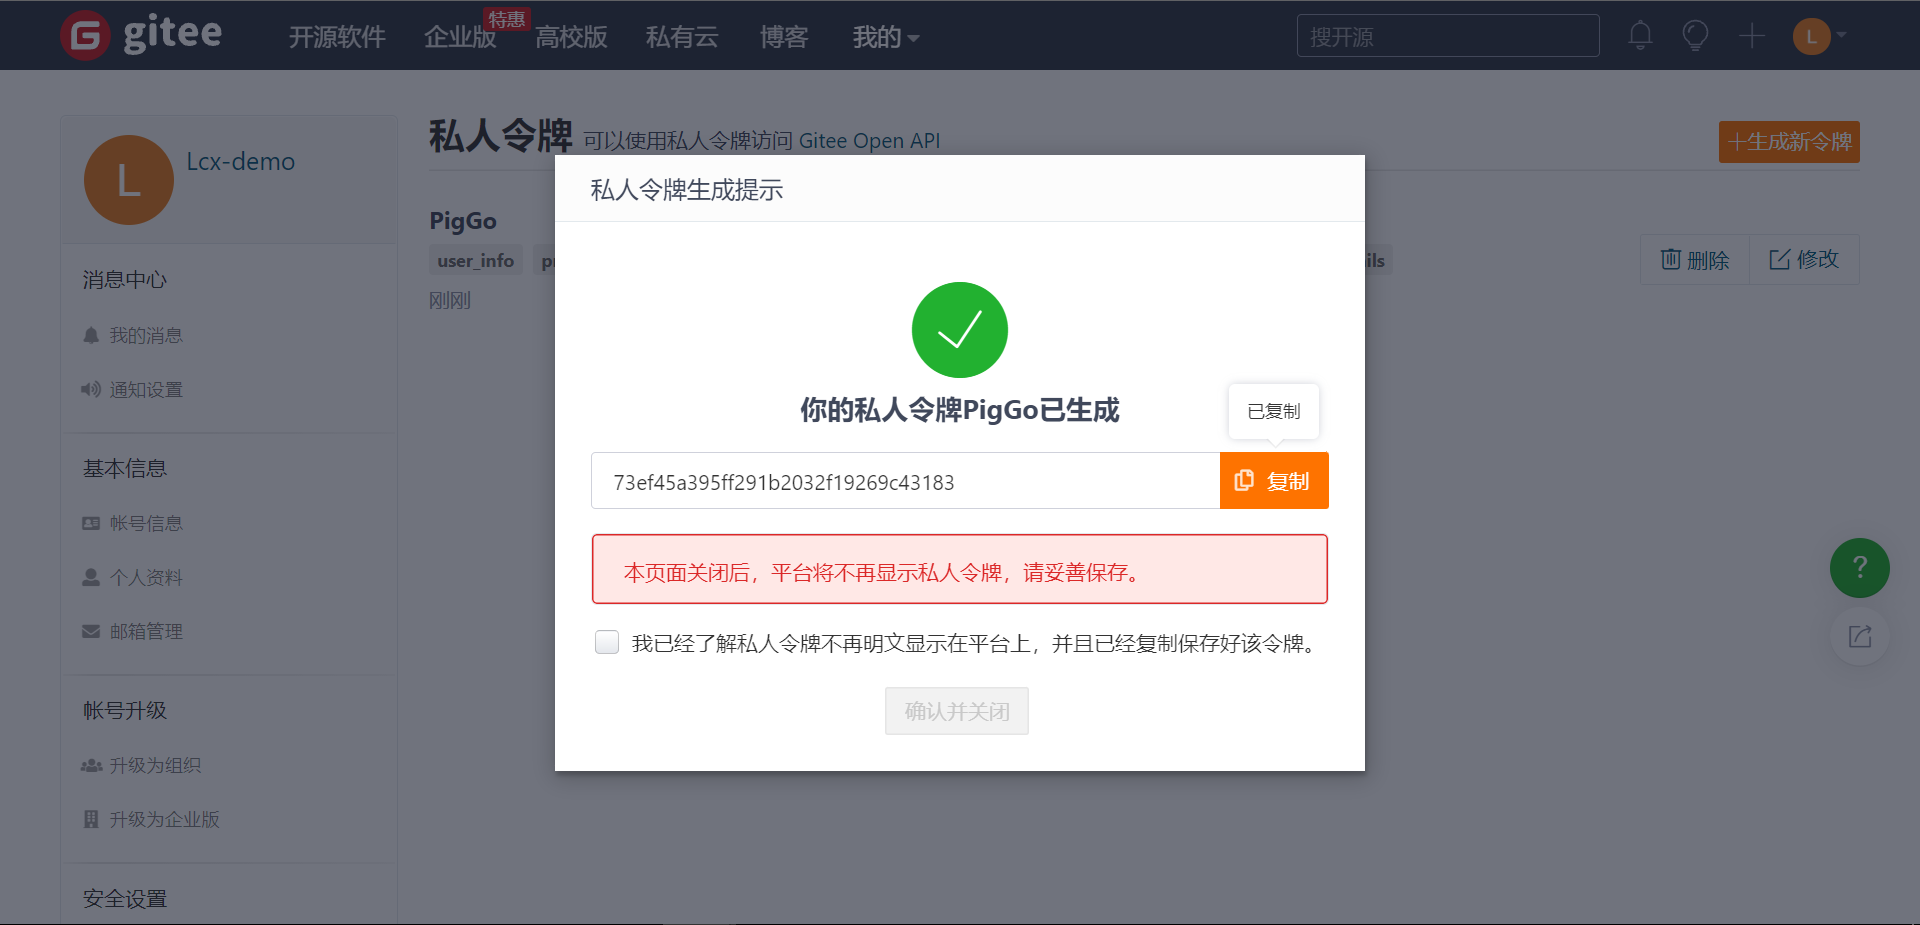 gitee 开源软件 企业版 特惠 高校版 私有云 博客 我的 搜开源 L
L Lcx-demo
私人令牌 可以使用私人令牌访问 Gitee Open API
生成新令牌
PigGo
user_info
ils
删除 修改
刚刚
消息中心
我的消息
通知设置
基本信息
帐号信息
个人资料
邮箱管理
帐号升级
升级为组织
升级为企业版
安全设置
私人令牌生成提示
你的私人令牌PigGo已生成
已复制
73ef45a395ff291b2032f19269c43183 复制
本页面关闭后，平台将不再显示私人令牌，请妥善保存。
我已经了解私人令牌不再明文显示在平台上，并且已经复制保存好该令牌。
确认并关闭
?